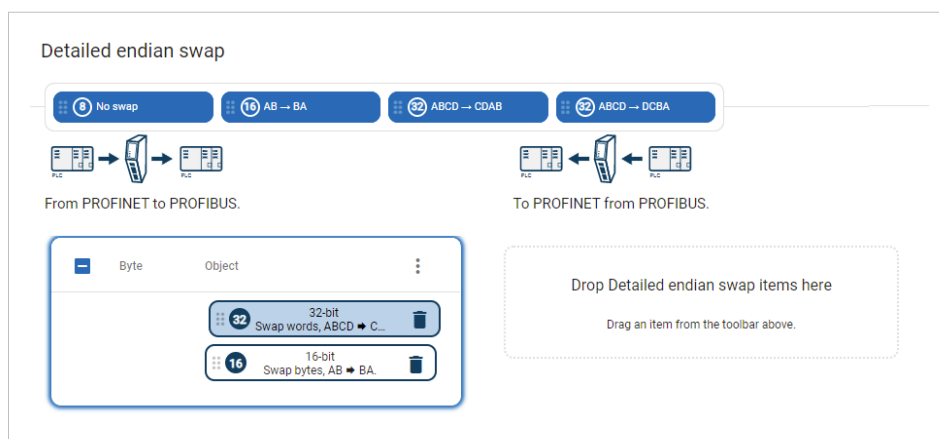 Detailed endian swap
8 No swap
16 AB → BA
32 ABCD → CDAB
32 ABCD → DCBA
PLC
PLC
PLC
PLC
From PROFINET to PROFIBUS.
To PROFINET from PROFIBUS.
Byte
Object
32
32-bit
Swap words, ABCD ➡ C...
16
16-bit
Swap bytes, AB ➡ BA.
Drop Detailed endian swap items here
Drag an item from the toolbar above.